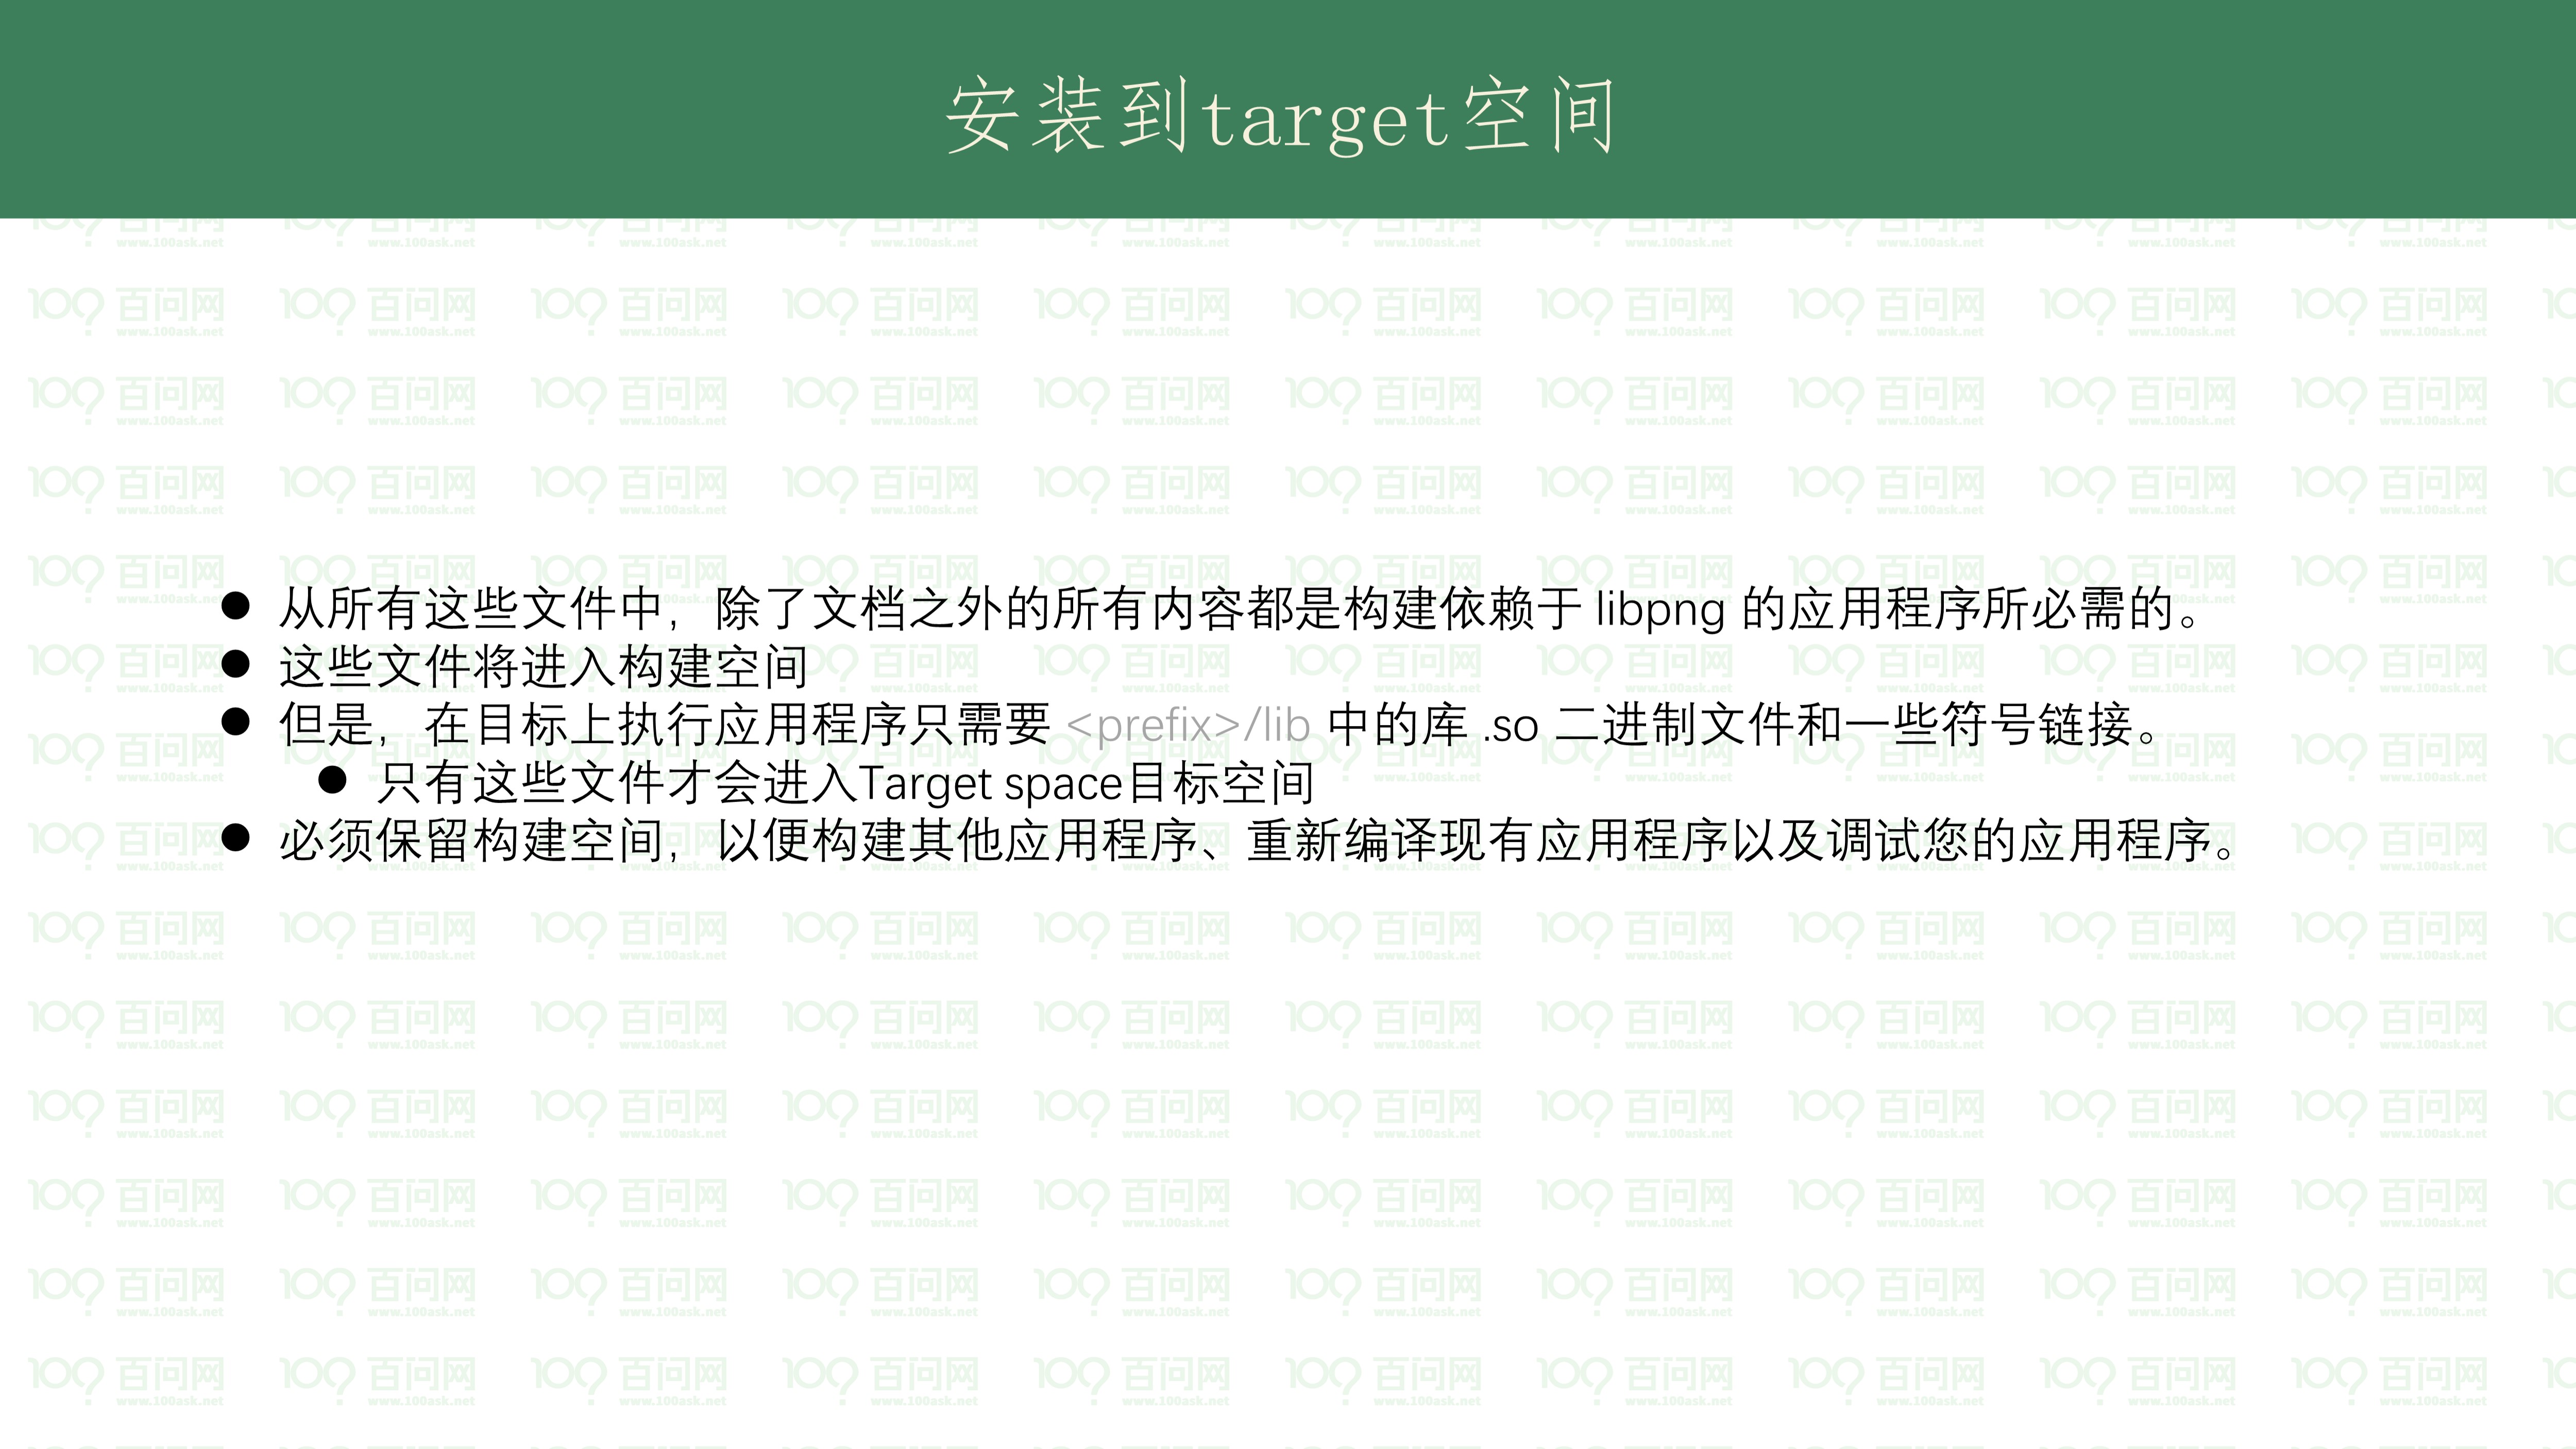 安装到target空间
● 从所有这些文件中，除了文档之外的所有内容都是构建依赖于 libpng 的应用程序所必需的。
● 这些文件将进入构建空间
● 但是，在目标上执行应用程序只需要 <prefix>/lib 中的库 .so 二进制文件和一些符号链接。
● 只有这些文件才会进入Target space目标空间
● 必须保留构建空间，以便构建其他应用程序、重新编译现有应用程序以及调试您的应用程序。
百问网
www.100ask.net